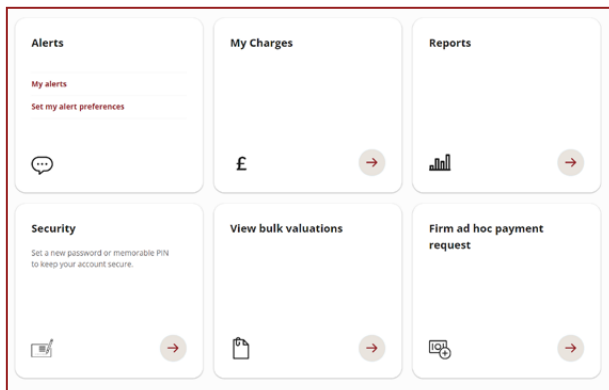 Alerts
My alerts
Set my alert preferences
My Charges
£
Reports
Security
Set a new password or memorable PIN
to keep your account secure.
View bulk valuations
Firm ad hoc payment
request